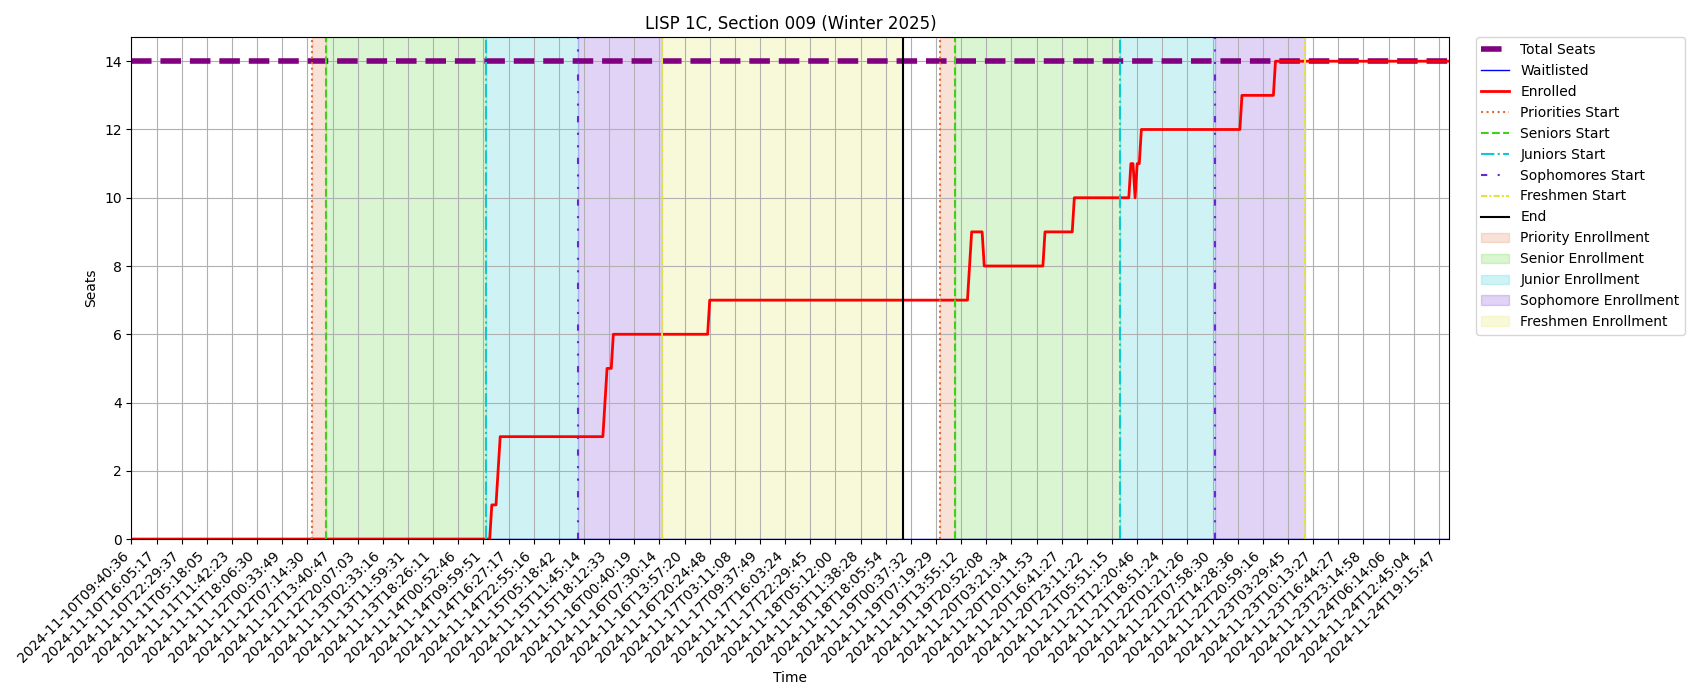 LISP 1C, Section 009 (Winter 2025)
Seats
14
12
10
8
6
4
2
0
2024-11-10T09:40:36
2024-11-10T16:05:17
2024-11-10T22:29:37
2024-11-11T05:18:05
2024-11-11T11:42:23
2024-11-11T18:06:30
2024-11-12T00:33:49
2024-11-12T07:14:30
2024-11-12T13:40:47
2024-11-12T20:07:03
2024-11-13T02:33:16
2024-11-13T11:59:31
2024-11-13T18:26:11
2024-11-14T00:52:46
2024-11-14T09:59:51
2024-11-14T16:27:17
2024-11-14T22:55:16
2024-11-15T05:18:42
2024-11-15T11:45:14
2024-11-15T18:12:33
2024-11-16T00:40:19
2024-11-16T07:30:14
2024-11-16T13:57:20
2024-11-16T20:24:48
2024-11-17T03:11:08
2024-11-17T09:37:49
2024-11-17T16:03:24
2024-11-17T22:29:45
2024-11-18T05:12:00
2024-11-18T11:38:28
2024-11-18T18:05:54
2024-11-19T00:37:32
2024-11-19T07:19:29
2024-11-19T13:55:12
2024-11-19T20:52:08
2024-11-20T03:21:34
2024-11-20T10:11:53
2024-11-20T16:41:27
2024-11-20T23:11:22
2024-11-21T05:51:15
2024-11-21T12:20:46
2024-11-21T18:51:24
2024-11-22T01:21:26
2024-11-22T07:58:30
2024-11-22T14:28:36
2024-11-22T20:59:16
2024-11-23T03:29:45
2024-11-23T10:13:27
2024-11-23T16:44:27
2024-11-23T23:14:58
2024-11-24T06:14:06
2024-11-24T12:45:04
2024-11-24T19:15:47
Time
Total Seats
Waitlisted
Enrolled
Priorities Start
Seniors Start
Juniors Start
Sophomores Start
Freshmen Start
End
Priority Enrollment
Senior Enrollment
Junior Enrollment
Sophomore Enrollment
Freshmen Enrollment